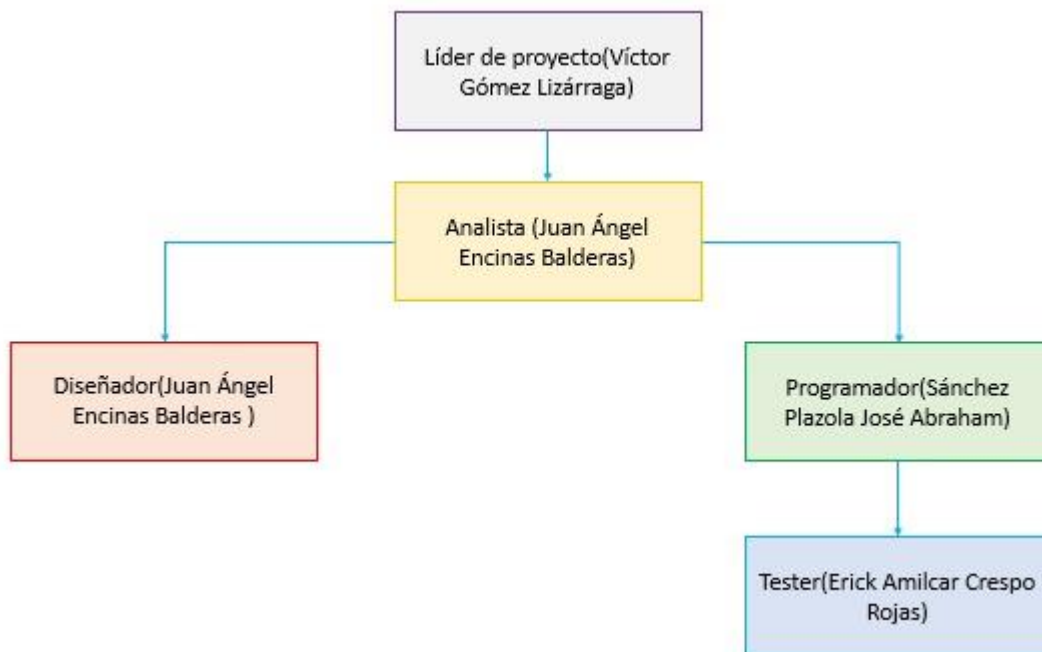 Líder de proyecto(Víctor
Gómez Lizárraga)
Analista (Juan Ángel
Encinas Balderas)
Diseñador(Juan Ángel
Encinas Balderas )
Programador(Sánchez
Plazola José Abraham)
Tester(Erick Amilcar Crespo
Rojas)